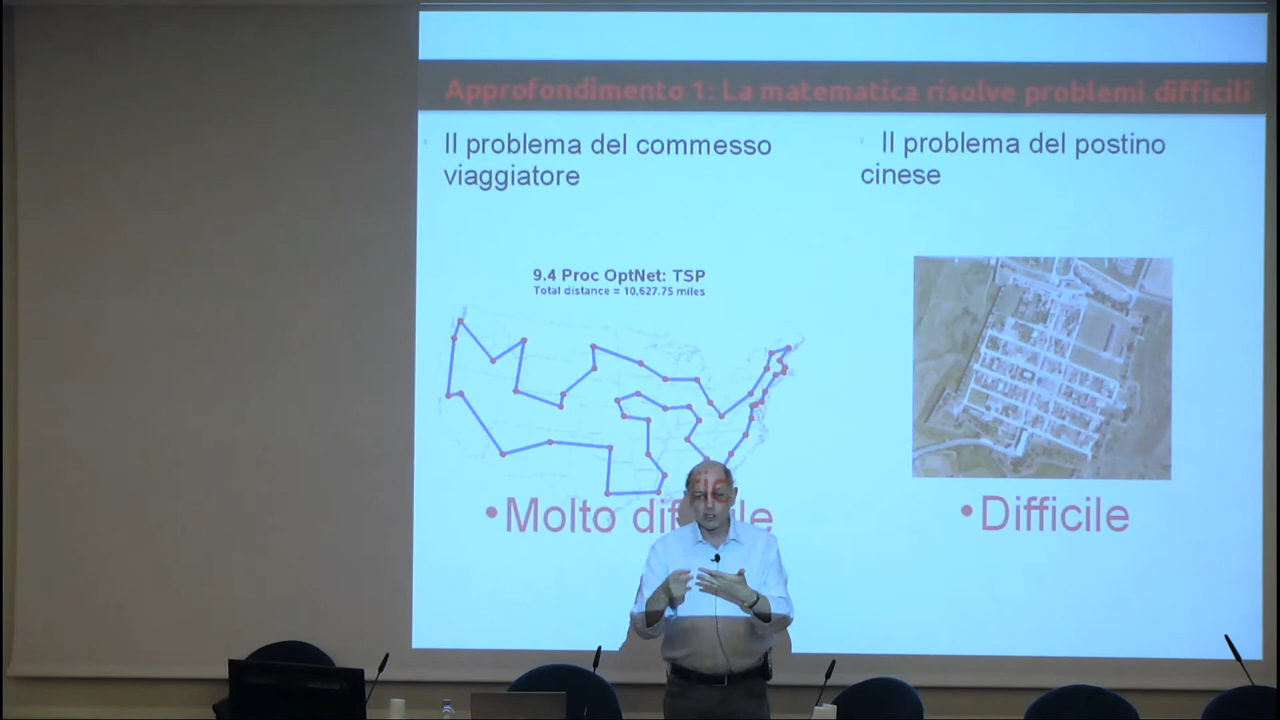 Approfondimento 1: La matematica risolve problemi difficili
Il problema del commesso
viaggiatore
9.4 Proc OptNet: TSP
Total distance = 10,627.75 miles
•Molto
Il problema del postino
cinese
•Difficile